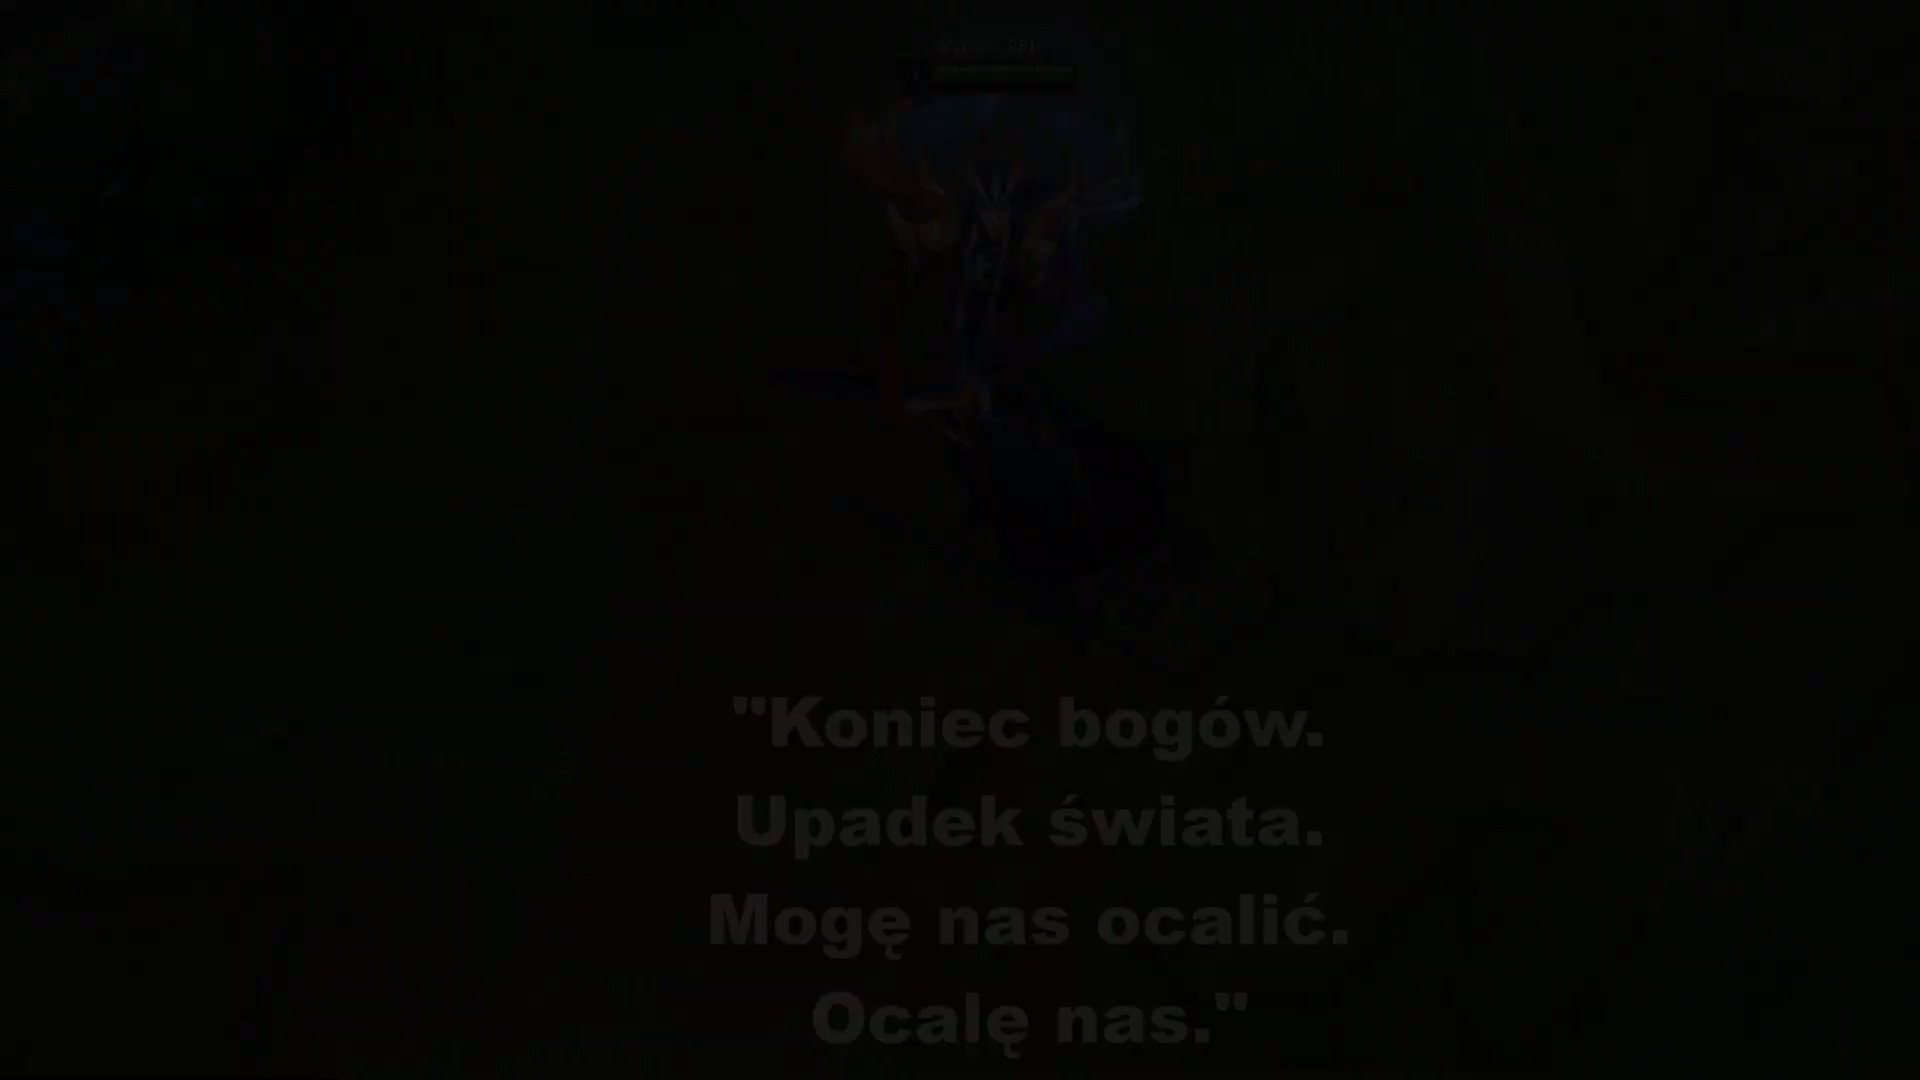 "Koniec bogów.
Upadek świata.
Mogę nas ocalić.
Ocalę nas."